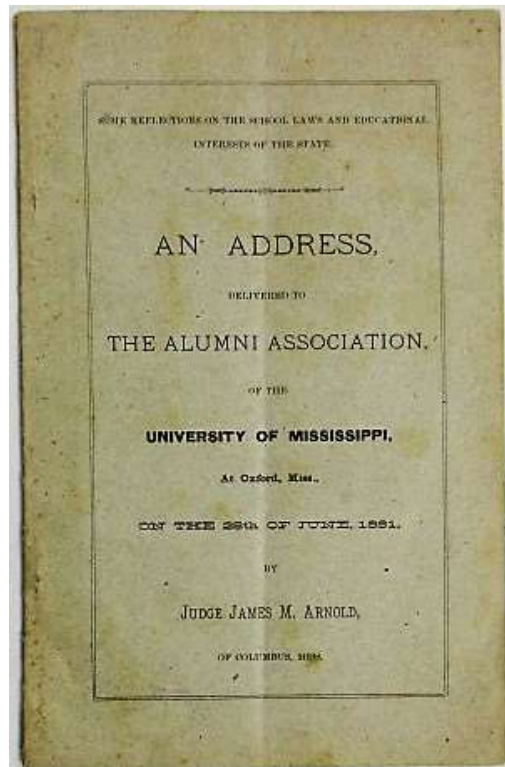 SOME REFLECTIONS ON THE SCHOOL LAWS AND EDUCATIONAL
INTERESTS OF THE STATE.
AN ADDRESS,
DELIVERED TO
THE ALUMNI ASSOCIATION,
OF THE
UNIVERSITY OF MISSISSIPPI,
At Oxford, Miss.,
ON THE 28th OF JUNE, 1881.
BY
JUDGE JAMES M. ARNOLD,
OF COLUMBUS, MISS.